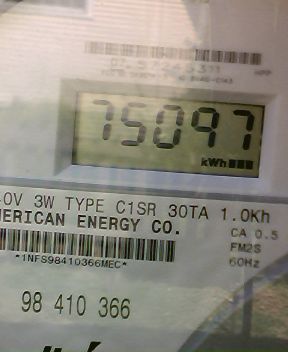 75097
kWh
0V 3W TYPE C1SR 30TA 1.0Kh
MERICAN ENERGY CO.
CA 0.5
FM2S
60Hz
*1NFS98410366MEC*
98 410 366